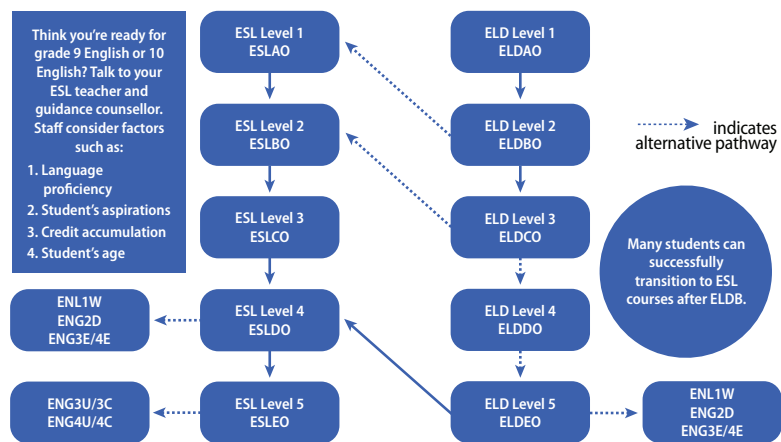 Think you're ready for
grade 9 English or 10
English? Talk to your
ESL teacher and
guidance counsellor.
Staff consider factors
such as:
1. Language
proficiency
2. Student's aspirations
3. Credit accumulation
4. Student's age
ESL Level 1
ESLAO
ESL Level 2
ESLBO
ESL Level 3
ESLCO
ESL Level 4
ESLDO
ESL Level 5
ESLEO
ENL1W
ENG2D
ENG3E/4E
ENG3U/3C
ENG4U/4C
ELD Level 1
ELDAO
ELD Level 2
ELDBO
ELD Level 3
ELDCO
ELD Level 4
ELDDO
ELD Level 5
ELDEO
indicates
alternative pathway
Many students can
successfully
transition to ESL
courses after ELDB.
ENL1W
ENG2D
ENG3E/4E